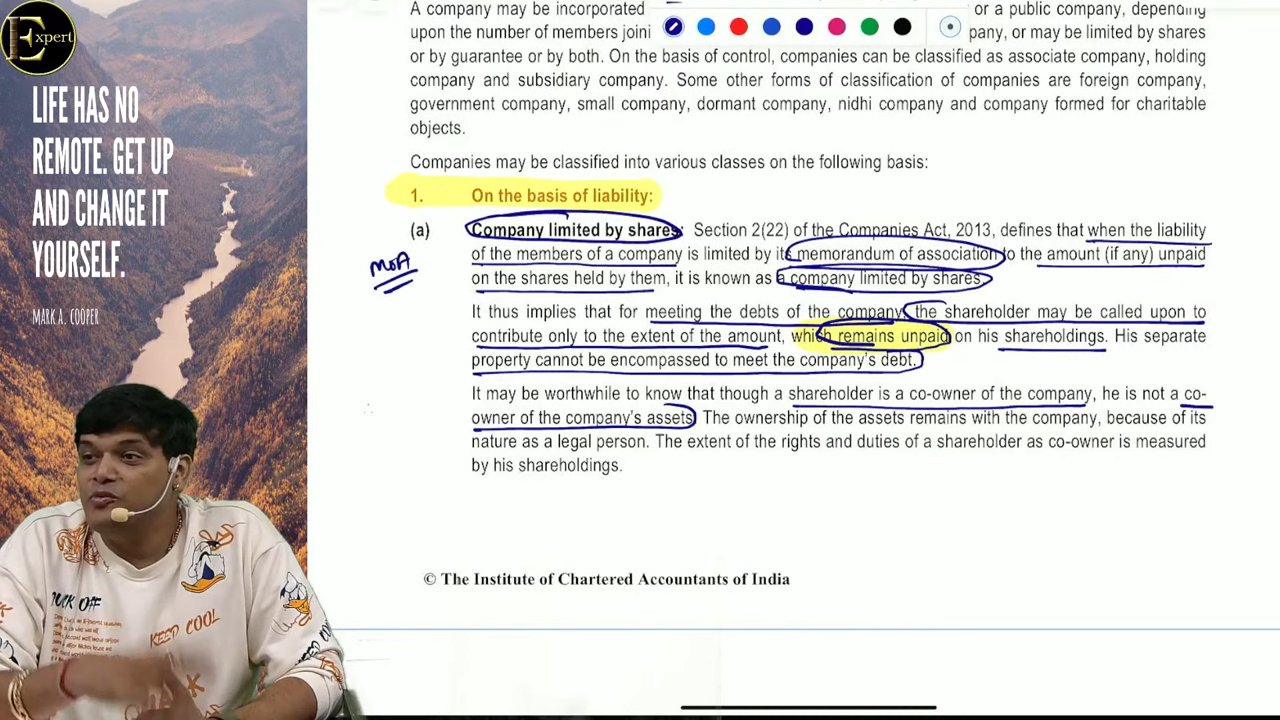 Expert
LIFE HAS NO
REMOTE. GET UP
AND CHANGE IT
YOURSELF.
MARK A. COOPER
A company may be incorporated
or a public company, depending
upon the number of members joini
pany, or may be limited by shares
or by guarantee or by both. On the basis of control, companies can be classified as associate company, holding
company and subsidiary company. Some other forms of classification of companies are foreign company,
government company, small company, dormant company, nidhi company and company formed for charitable
objects.
Companies may be classified into various classes on the following basis:
1. On the basis of liability:
(a) Company limited by shares: Section 2(22) of the Companies Act, 2013, defines that when the liability
of the members of a company is limited by its memorandum of association to the amount (if any) unpaid
on the shares held by them, it is known as a company limited by shares.
MOA
It thus implies that for meeting the debts of the company, the shareholder may be called upon to
contribute only to the extent of the amount, which remains unpaid on his shareholdings. His separate
property cannot be encompassed to meet the company's debt.
It may be worthwhile to know that though a shareholder is a co-owner of the company, he is not a co-
owner of the company's assets. The ownership of the assets remains with the company, because of its
nature as a legal person. The extent of the rights and duties of a shareholder as co-owner is measured
by his shareholdings.
© The Institute of Chartered Accountants of India
OFF
KEEP COOL